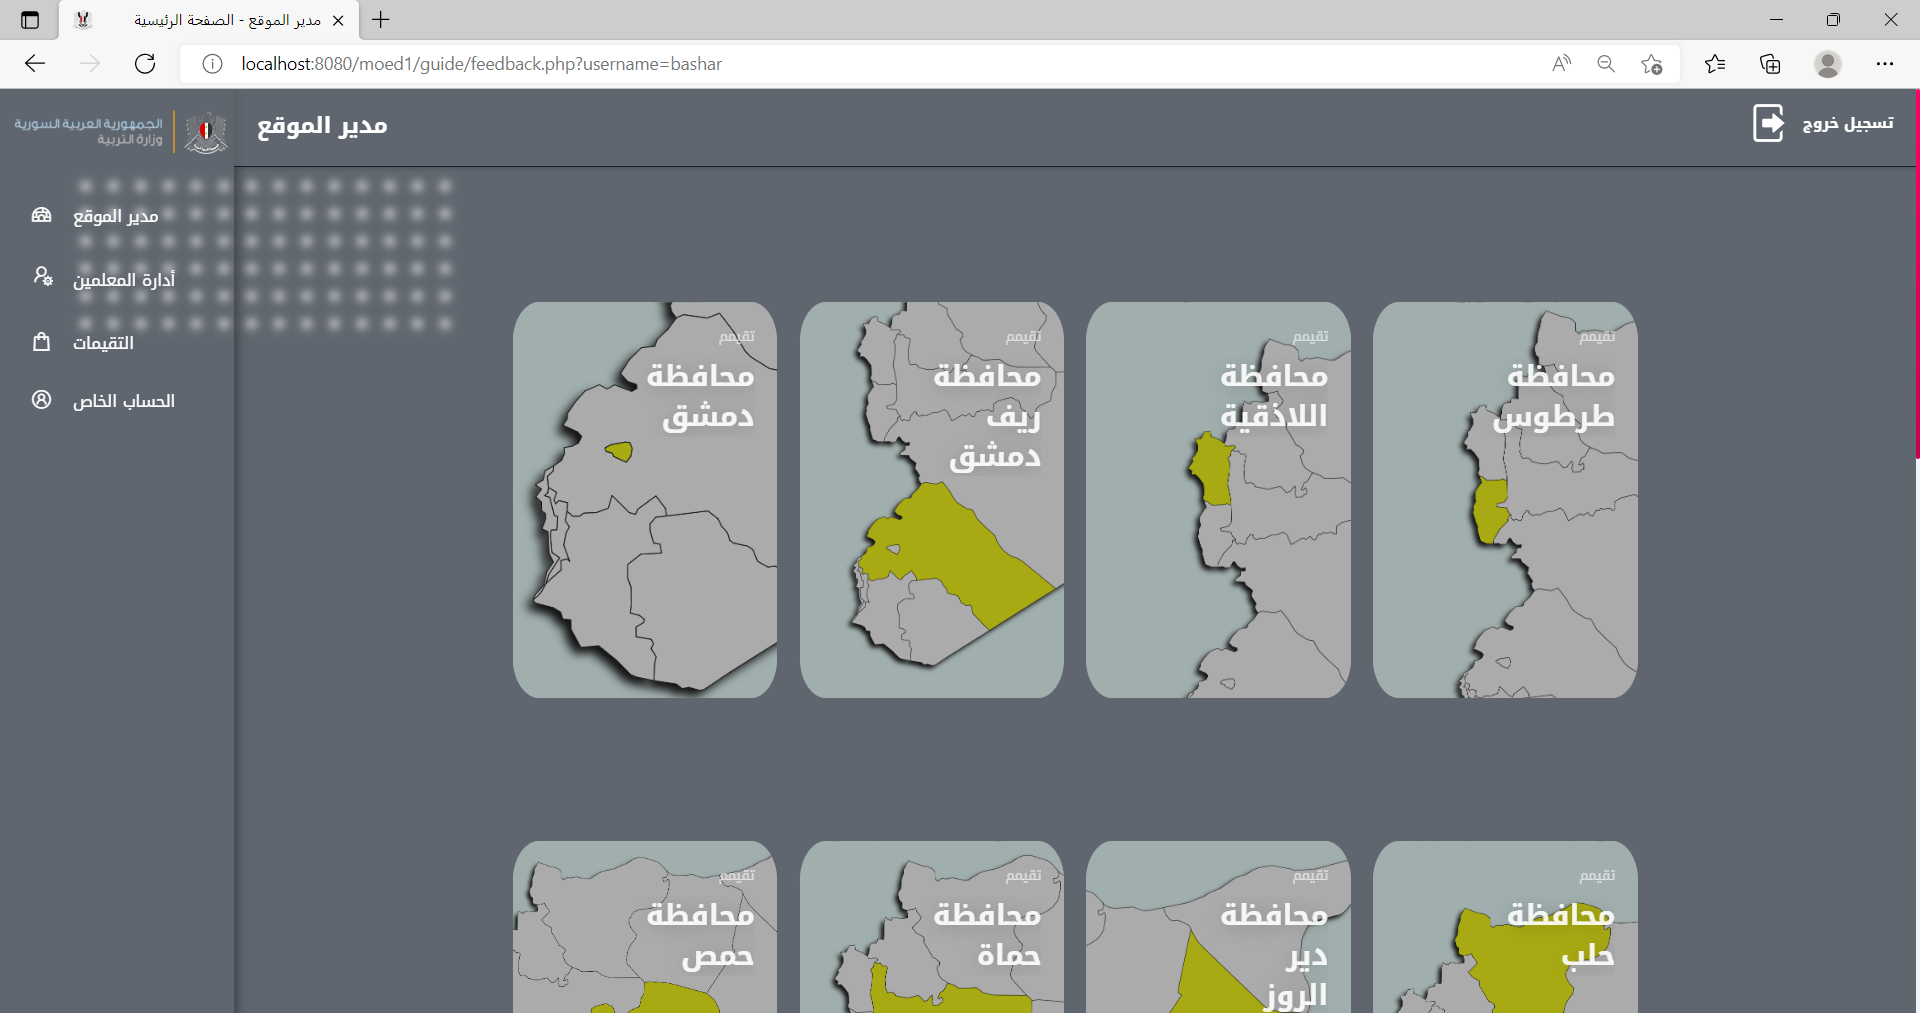 مدير الموقع - الصفحة الرئيسية
localhost:8080/moed1/guide/feedback.php?username=bashar
الجمهورية العربية السورية
وزارة التربية
مدير الموقع
تسجيل خروج
مدير الموقع
أدارة المعلمين
التقيمات
الحساب الخاص
تقيمم
محافظة
دمشق
تقيمم
محافظة
ريف
دمشق
تقيمم
محافظة
اللاذقية
تقيمم
محافظة
طرطوس
تقيمم
محافظة
حمص
تقيمم
محافظة
حماة
تقيمم
محافظة
دير
الروز
تقيمم
محافظة
حلب